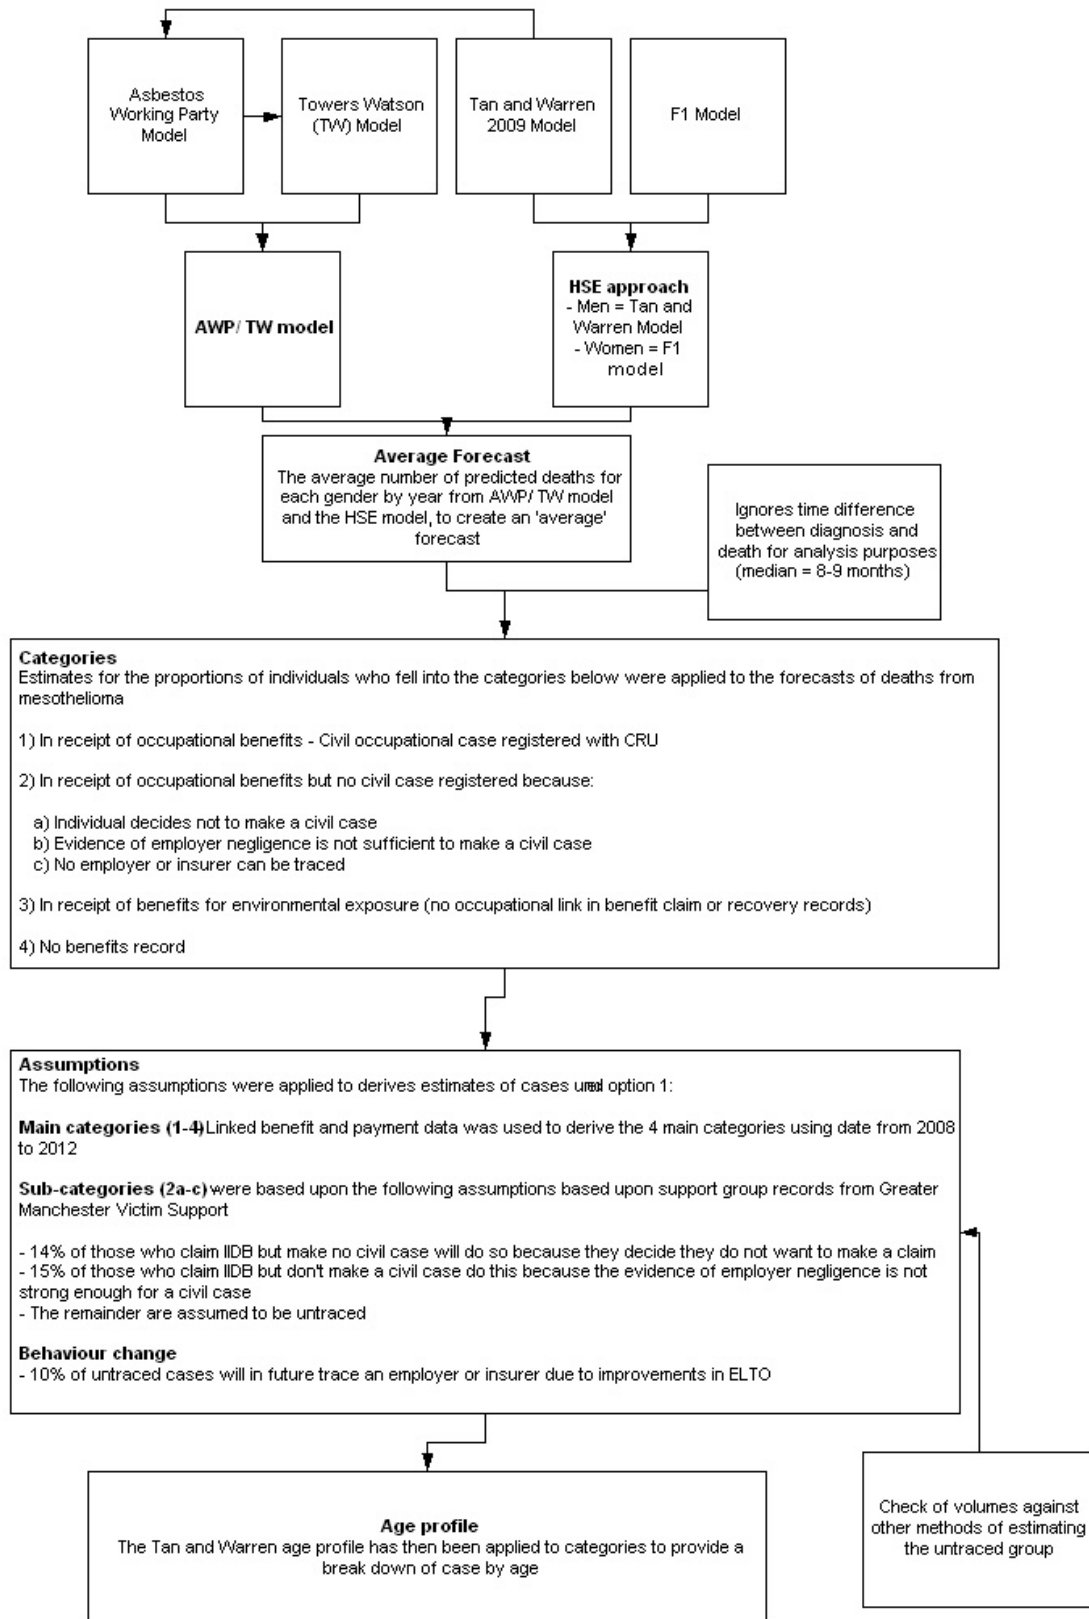 Asbestos
Working Party
Model
Towers Watson
(TW) Model
Tan and Warren
2009 Model
F1 Model
AWP/ TW model
HSE approach
- Men = Tan and
Warren Model
- Women = F1
model
Average Forecast
The average number of predicted deaths for
each gender by year from AWP/ TW model
and the HSE model, to create an 'average'
forecast
Ignores time difference
between diagnosis and
death for analysis purposes
(median = 8-9 months)
Categories
Estimates for the proportions of individuals who fell into the categories below were applied to the forecasts of deaths from
mesothelioma
1) In receipt of occupational benefits - Civil occupational case registered with CRU
2) In receipt of occupational benefits but no civil case registered because:
a) Individual decides not to make a civil case
b) Evidence of employer negligence is not sufficient to make a civil case
c) No employer or insurer can be traced
3) In receipt of benefits for environmental exposure (no occupational link in benefit claim or recovery records)
4) No benefits record
Assumptions
The following assumptions were applied to derives estimates of cases option 1:
Main categories (1-4) Linked benefit and payment data was used to derive the 4 main categories using date from 2008
to 2012
Sub-categories (2a-c) were based upon the following assumptions based upon support group records from Greater
Manchester Victim Support
- 14% of those who claim IIDB but make no civil case will do so because they decide they do not want to make a claim
- 15% of those who claim IIDB but don't make a civil case do this because the evidence of employer negligence is not
strong enough for a civil case
- The remainder are assumed to be untraced
Behaviour change
- 10% of untraced cases will in future trace an employer or insurer due to improvements in ELTO
Age profile
The Tan and Warren age profile has then been applied to categories to provide a
break down of case by age
Check of volumes against
other methods of estimating
the untraced group